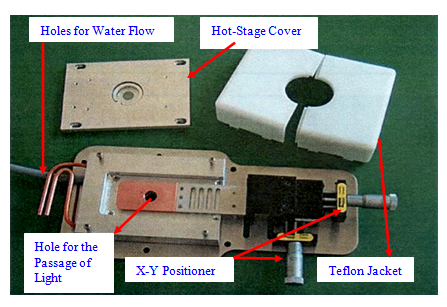 Holes for Water Flow
Hot-Stage Cover
Hole for the
Passage of
Light
X-Y Positioner
Teflon Jacket